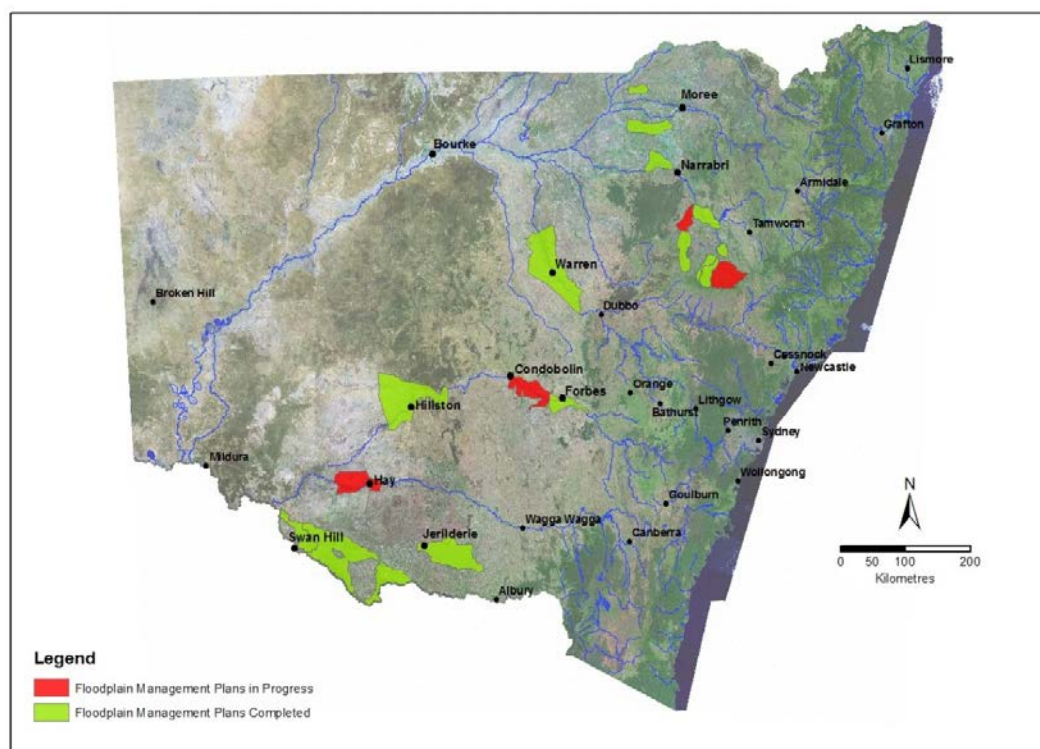 Lismore
Moree
Grafton
Bourke
Narrabri
Armidale
Tamworth
Warren
Broken Hill
Dubbo
Cessnock
Newcastle
Condobolin
Orange
Forbes
Lithgow
Hillston
Bathurst
Penrith
Sydney
Mildura
Wollongong
Hay
N
Goulburn
Wagga Wagga
Swan Hill
Jerilderie
Canberra
0 50 100 200
Kilometres
Albury
Legend
Floodplain Management Plans in Progress
Floodplain Management Plans Completed